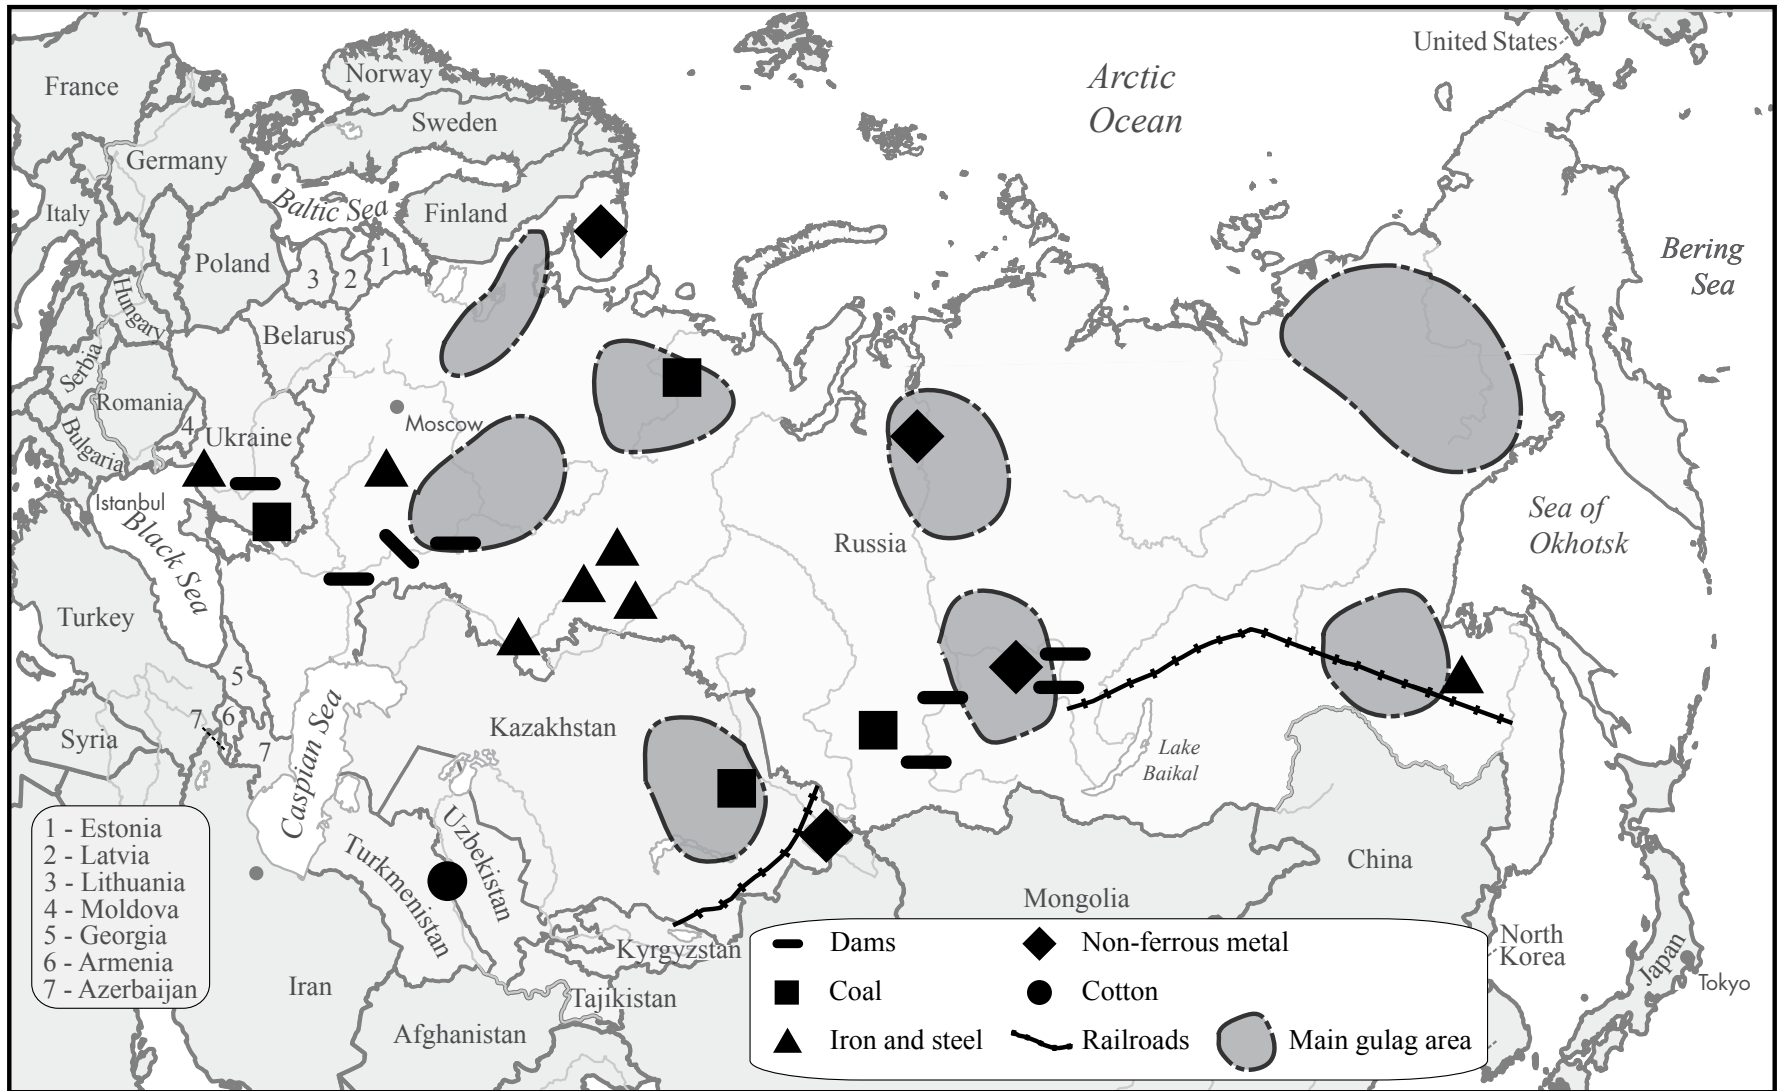 United States
Arctic
Ocean
France
Norway
Sweden
Germany
Baltic Sea
Finland
Italy
Poland
1
2
3
Bering
Sea
Hungary
Belarus
Serbia
Romania
4
Moscow
Ukraine
Bulgaria
Istanbul
Black Sea
Russia
Sea of
Okhotsk
Turkey
5
6
7
7
Syria
Caspian Sea
Kazakhstan
Lake
Baikal
Uzbekistan
Turkmenistan
China
Mongolia
Kyrgyzstan
Tajikistan
Iran
Afghanistan
North
Korea
Japan
Tokyo
1 - Estonia
2 - Latvia
3 - Lithuania
4 - Moldova
5 - Georgia
6 - Armenia
7 - Azerbaijan
Dams
Non-ferrous metal
Coal
Cotton
Iron and steel
Railroads
Main gulag area